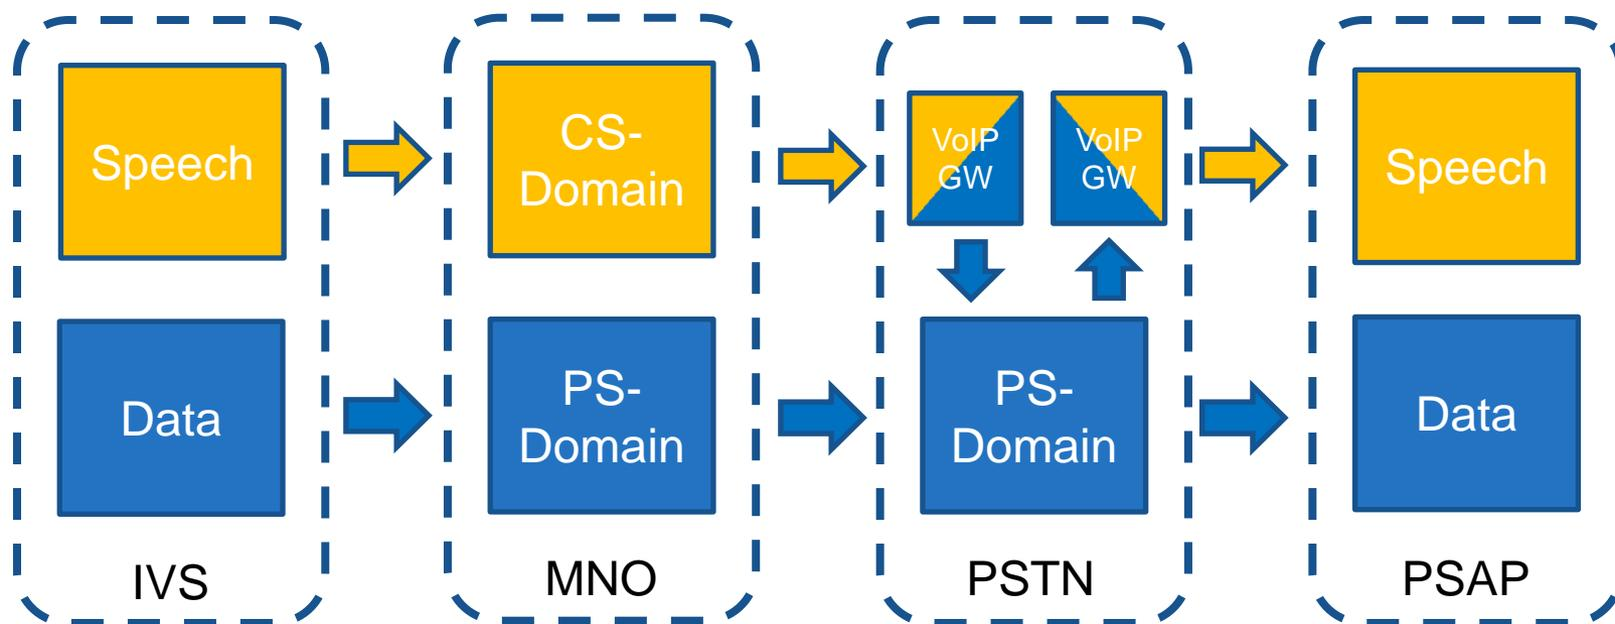 Speech
CS-
Domain
VoIP
GW
VoIP
GW
Speech
Data
PS-
Domain
PS-
Domain
Data
IVS
MNO
PSTN
PSAP